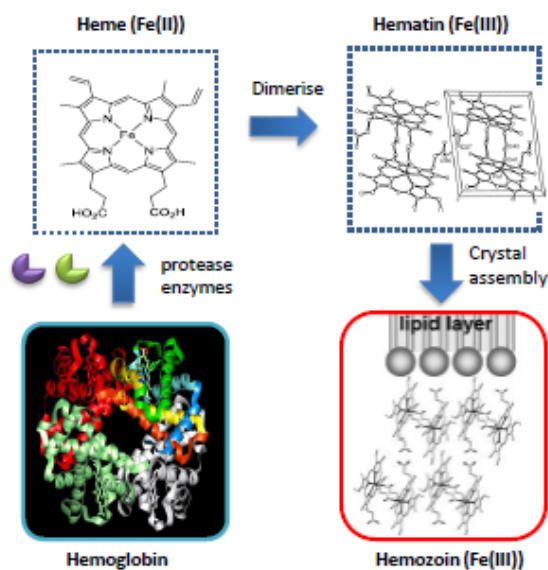 Heme (Fe(II))
Hematin (Fe(III))
Dimerise
Fe
N
N
N
N
HO₂C
CO₂H
protease
enzymes
Crystal
assembly
lipid layer
Hemoglobin
Hemozoin (Fe(III))